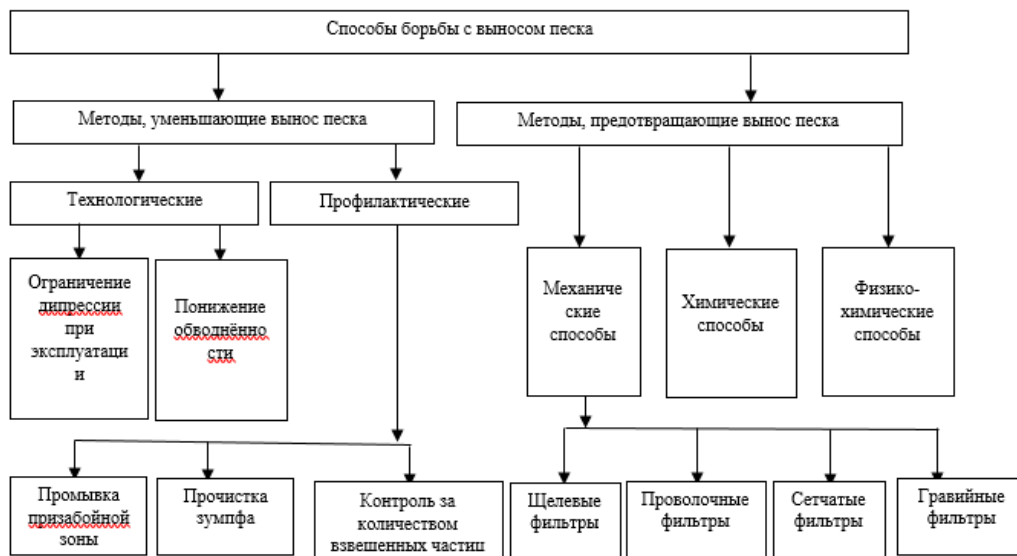 Способы борьбы с выносом песка
Методы, уменьшающие вынос песка
Методы, предотвращающие вынос песка
Технологические
Профилактические
Ограничение
дипрессии
при
эксплуатаци
и
Понижение
обводнённо
сти
Механиче
ские
способы
Химические
способы
Физико-
химические
способы
Промывка
призабойной
зоны
Прочистка
зумпфа
Контроль за
количеством
взвешенных частиц
Щелевые
фильтры
Проволочные
фильтры
Сетчатые
фильтры
Гравийные
фильтры